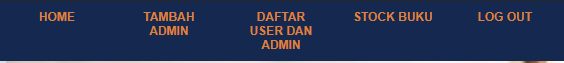 HOME
TAMBAH
ADMIN
DAFTAR
USER DAN
ADMIN
STOCK BUKU
LOG OUT